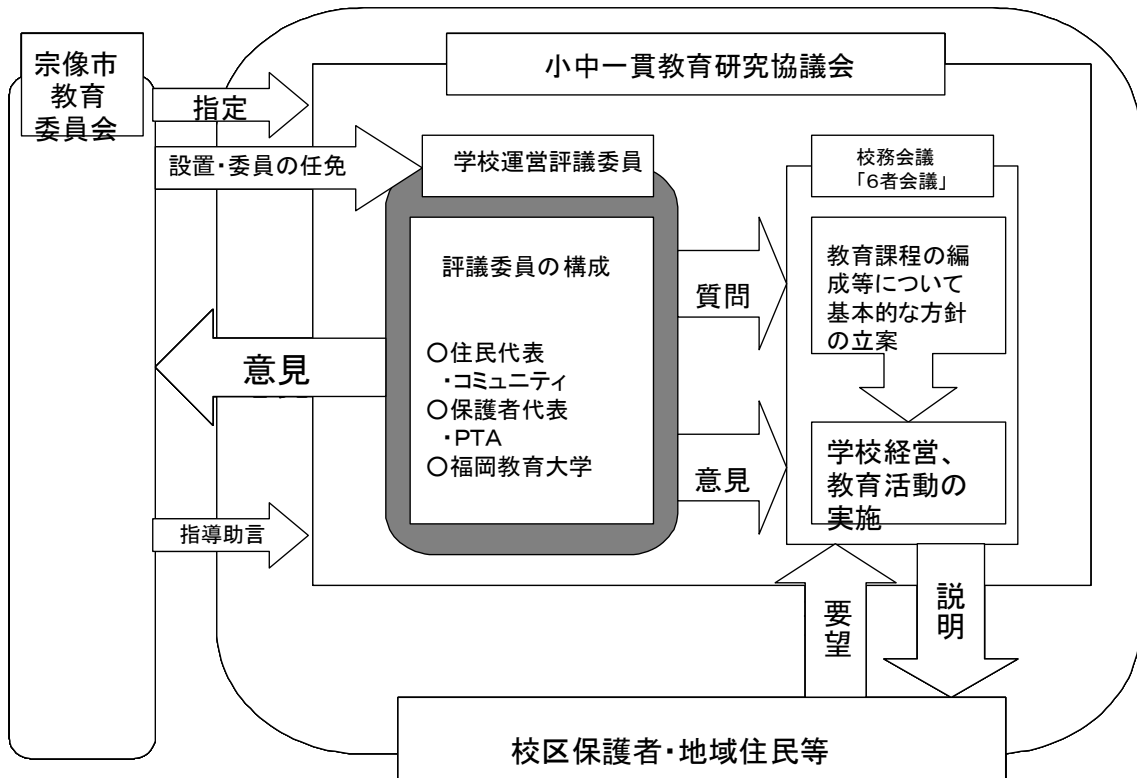 宗像市
教育
委員会
小中一貫教育研究協議会
指定
設置・委員の任免
学校運営評議委員
校務会議
「6者会議」
評議委員の構成
○住民代表
・コミュニティ
○保護者代表
・PTA
○福岡教育大学
質問
教育課程の編
成等について
基本的な方針
の立案
意見
意見
学校経営、
教育活動の
実施
指導助言
要望
説明
校区保護者・地域住民等